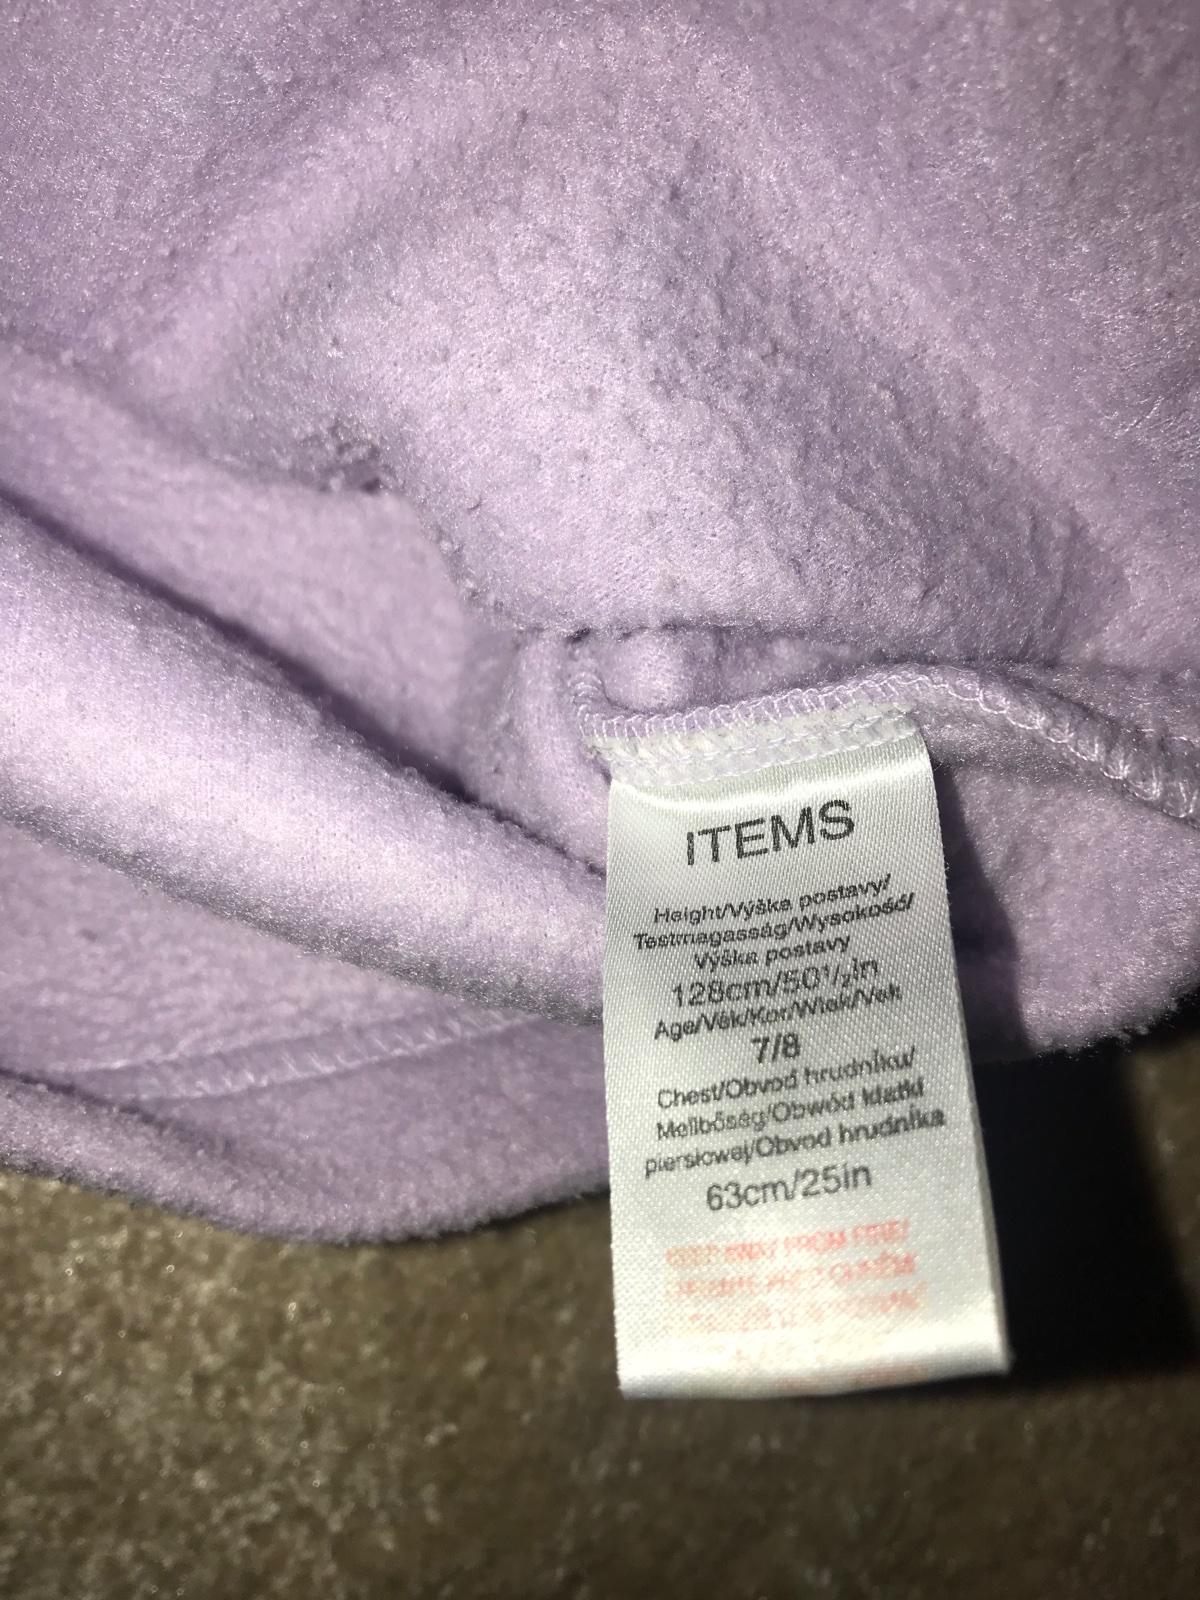 ITEMS
Height/Výška postavy/
Testmagasság/Wysokość/
Výška postavy
128cm/50½in
Age/Věk/Kor/Wiek/Vek
7/8
Chest/Obvod hrudníku/
Mellbőség/Obwód klatki
piersiowej/Obvod hrudníka
63cm/25in
KEEP AWAY FROM FIRE/